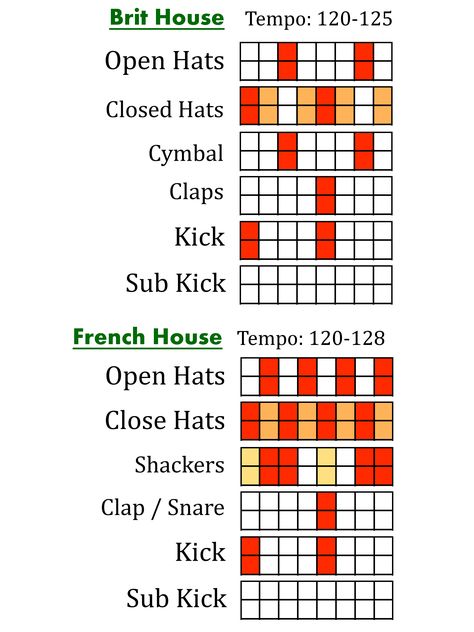 Brit House Tempo: 120-125
Open Hats
Closed Hats
Cymbal
Claps
Kick
Sub Kick
French House Tempo: 120-128
Open Hats
Close Hats
Shackers
Clap / Snare
Kick
Sub Kick